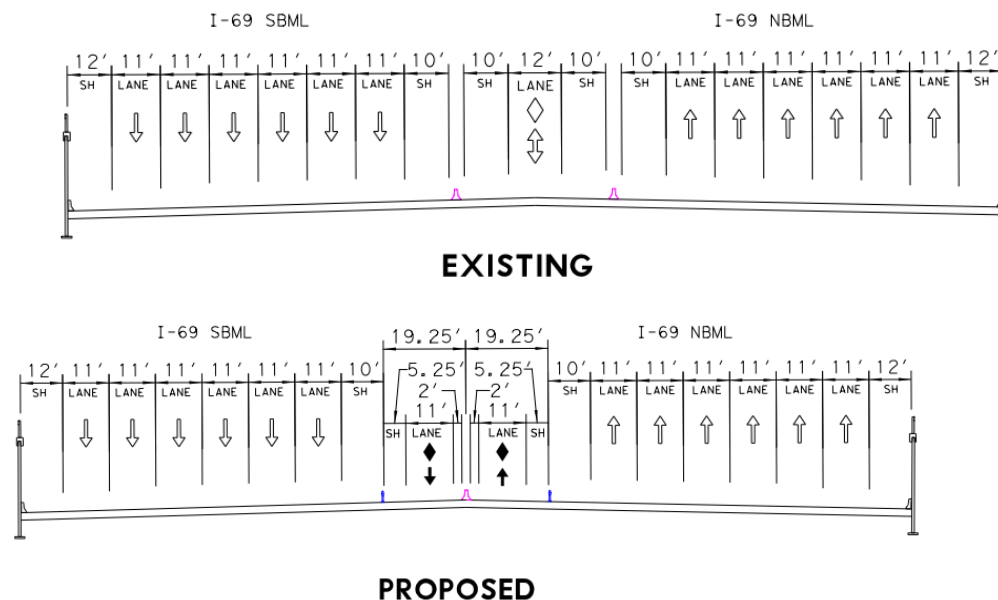 I-69 SBML I-69 NBML
12' 11' 11' 11' 11' 11' 11' 10' 10' 12' 10' 10' 11' 11' 11' 11' 11' 11' 12'
SH LANE LANE LANE LANE LANE LANE SH SH LANE SH SH LANE LANE LANE LANE LANE LANE SH
EXISTING
I-69 SBML 19.25' 19.25' I-69 NBML
12' 11' 11' 11' 11' 11' 11' 10' 5.25' 5.25' 10' 11' 11' 11' 11' 11' 11' 12'
SH LANE LANE LANE LANE LANE LANE SH 2' 2' SH LANE LANE LANE LANE LANE LANE SH
11' 11'
SH LANE LANE SH
PROPOSED